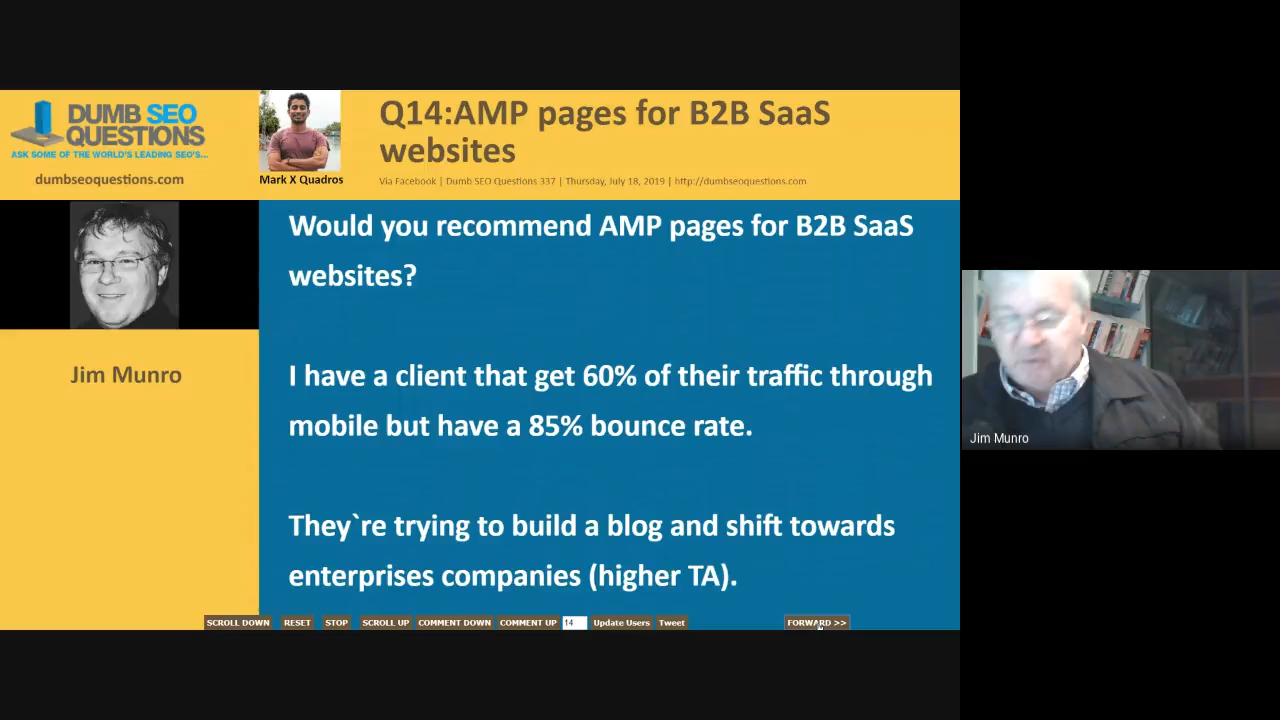 DUMB SEO
QUESTIONS
ASK SOME OF THE WORLD'S LEADING SEO'S...
dumbseoquestions.com
Mark X Quadros
Q14:AMP pages for B2B SaaS
websites
Via Facebook | Dumb SEO Questions 337 | Thursday, July 18, 2019 | http://dumbseoquestions.com
Jim Munro
Would you recommend AMP pages for B2B SaaS
websites?
I have a client that get 60% of their traffic through
mobile but have a 85% bounce rate.
They`re trying to build a blog and shift towards
enterprises companies (higher TA).
SCROLL DOWN RESET STOP SCROLL UP COMMENT DOWN COMMENT UP 14 Update Users Tweet FORWARD >>
Jim Munro